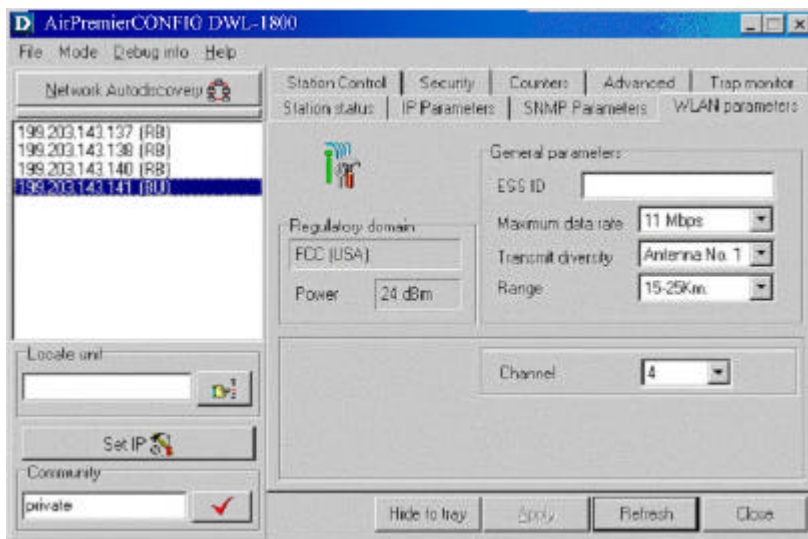 AirPremierCONFIG DWL-1800
File Mode Debug info Help
Network Autodiscovery
199.203.143.137 (RB)
199.203.143.138 (RB)
199.203.143.140 (RB)
199.203.143.141 (BU)
Locate unit
Set IP
Community
private
Station Control Security Counters Advanced Trap monitor
Station status IP Parameters SNMP Parameters WLAN parameters
Regulatory domain
FCC (USA)
Power 24 dBm
General parameters
ESS ID
Maximum data rate 11 Mbps
Transmit diversity Antenna No. 1
Range 15-25Km.
Channel 4
Hide to tray Apply Refresh Close